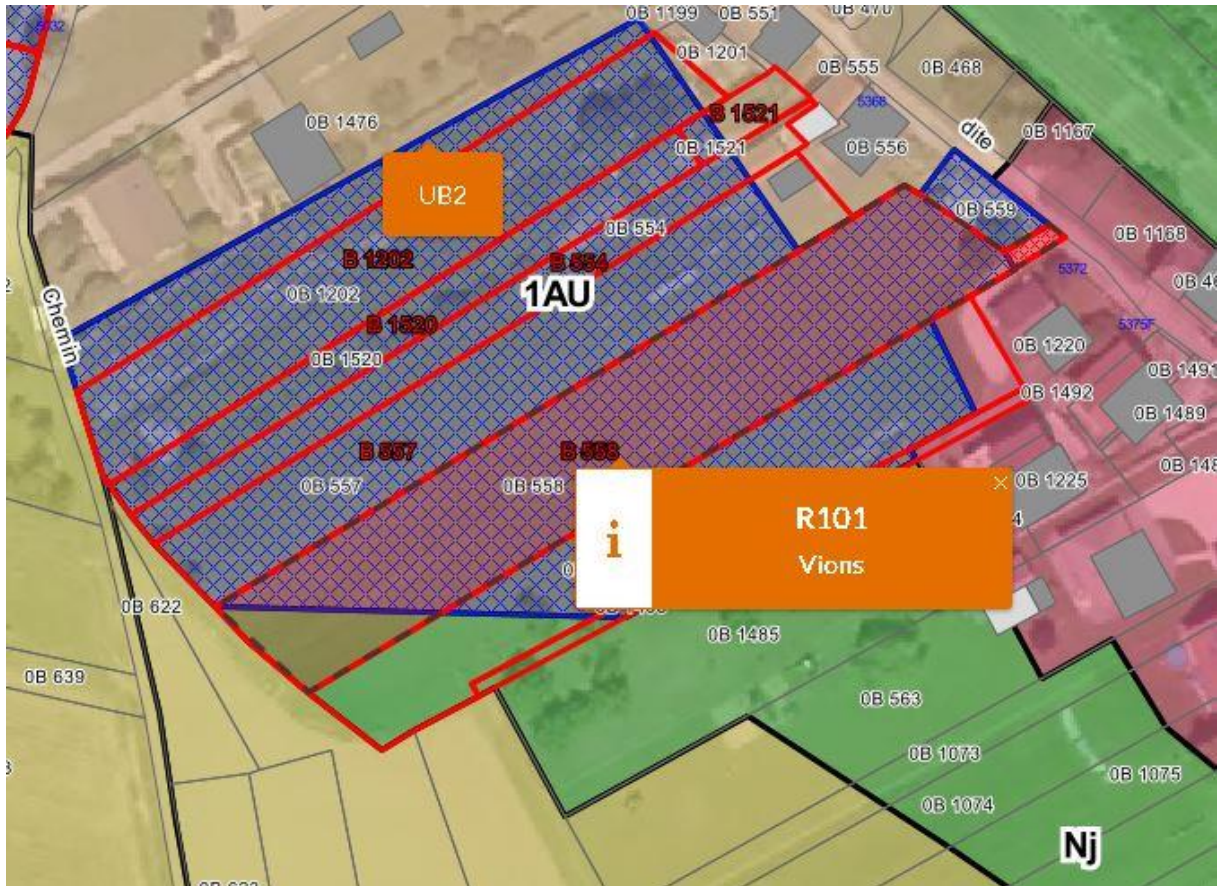 0B 1199
0B 551
0B 470
5632
0B 1201
0B 555
0B 468
5368
B 1521
0B 1476
0B 1521
0B 556
dite
0B 1167
UB2
0B 559
0B 554
0B 1168
B 1202
B 554
5372
0B 1202
1AU
Chemin
B 1520
5375F
0B 1520
0B 1220
0B 1491
0B 1492
0B 1489
B 557
B 558
0B 557
0B 558
0B 1225
R101
Vions
i
0B 622
0B 1485
0B 639
0B 563
0B 1073
0B 1075
0B 1074
Nj